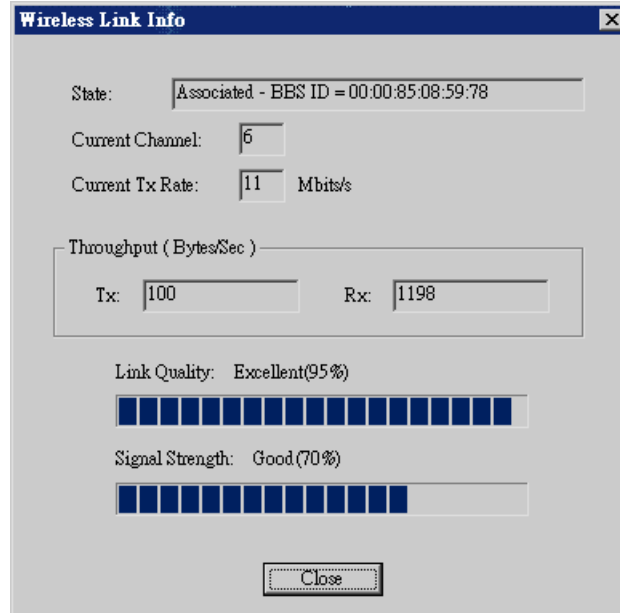 Wireless Link Info
State: Associated - BBS ID = 00:00:85:08:59:78
Current Channel: 6
Current Tx Rate: 11 Mbits/s
Throughput ( Bytes/Sec )
Tx: 100 Rx: 1198
Link Quality: Excellent(95%)
Signal Strength: Good(70%)
Close